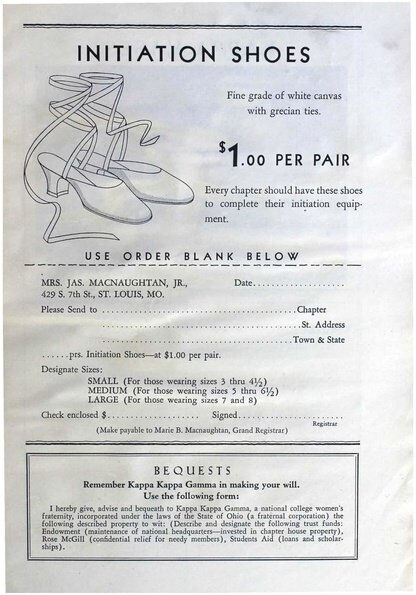 INITIATION SHOES
Fine grade of white canvas
with grecian ties.
$1.00 PER PAIR
Every chapter should have these shoes
to complete their initiation equip-
ment.
USE ORDER BLANK BELOW
MRS. JAS. MACNAUGHTAN, JR., Date....................
429 S. 7th St., ST. LOUIS, MO.
Please Send to ..................................................Chapter
..................................................St. Address
..................................................Town & State
......prs. Initiation Shoes—at $1.00 per pair.
Designate Sizes:
SMALL (For those wearing sizes 3 thru 4½)
MEDIUM (For those wearing sizes 5 thru 6½)
LARGE (For those wearing sizes 7 and 8)
Check enclosed $.................... Signed....................
Registrar
(Make payable to Marie B. Macnaughtan, Grand Registrar)
BEQUESTS
Remember Kappa Kappa Gamma in making your will.
Use the following form:
I hereby give, advise and bequeath to Kappa Kappa Gamma, a national college women's
fraternity, incorporated under the laws of the State of Ohio (a fraternal corporation) the
following described property to wit: (Describe and designate the following trust funds:
Endowment (maintenance of national headquarters—invested in chapter house property),
Rose McGill (confidential relief for needy members), Students Aid (loans and scholar-
ships).